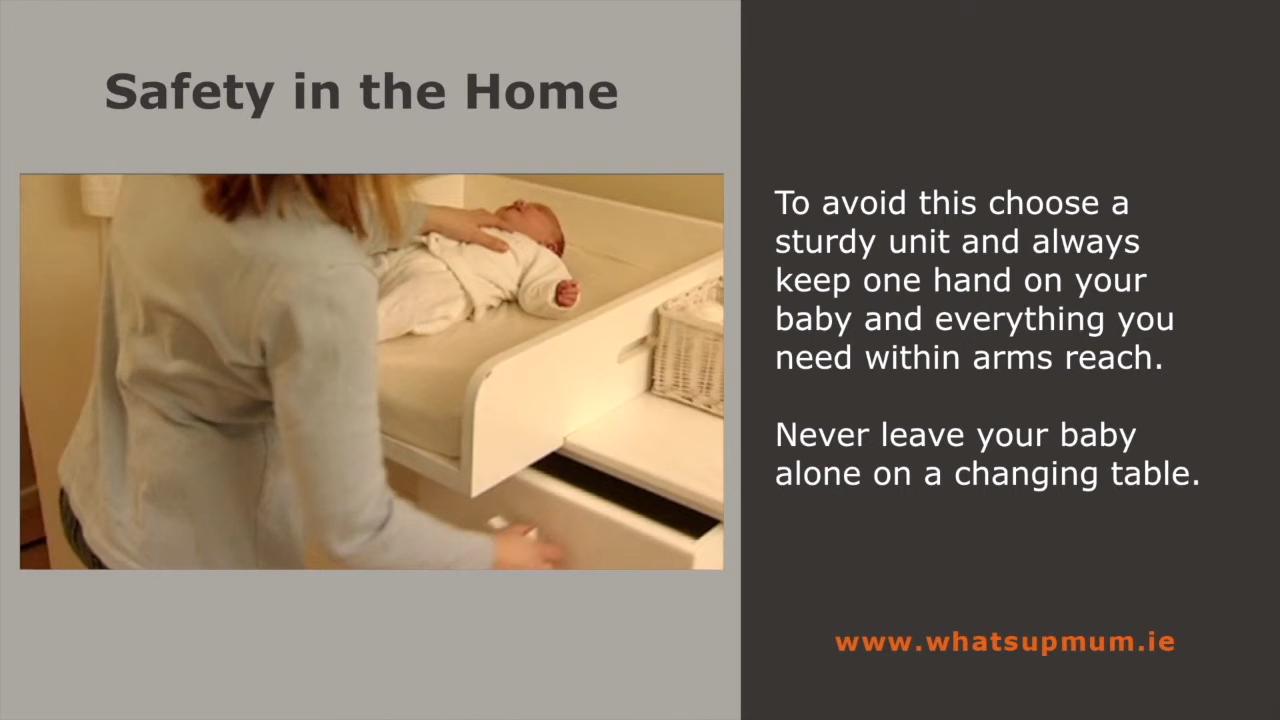 Safety in the Home
To avoid this choose a
sturdy unit and always
keep one hand on your
baby and everything you
need within arms reach.
Never leave your baby
alone on a changing table.
www.whatsupmum.ie